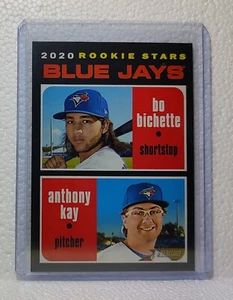 2020 ROOKIE STARS
BLUE JAYS
bo
bichette
shortstop
anthony
kay
pitcher